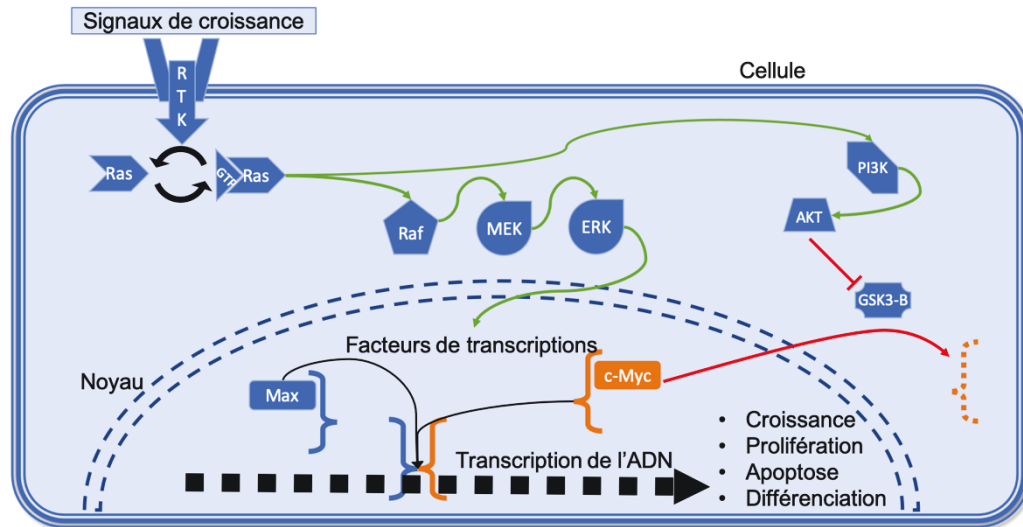 Signaux de croissance
R
T
K
Cellule
Ras
GTP
Ras
PI3K
AKT
Raf
MEK
ERK
GSK3-B
Facteurs de transcriptions
Noyau
Max
c-Myc
Transcription de l'ADN
• Croissance
• Prolifération
• Apoptose
• Différenciation